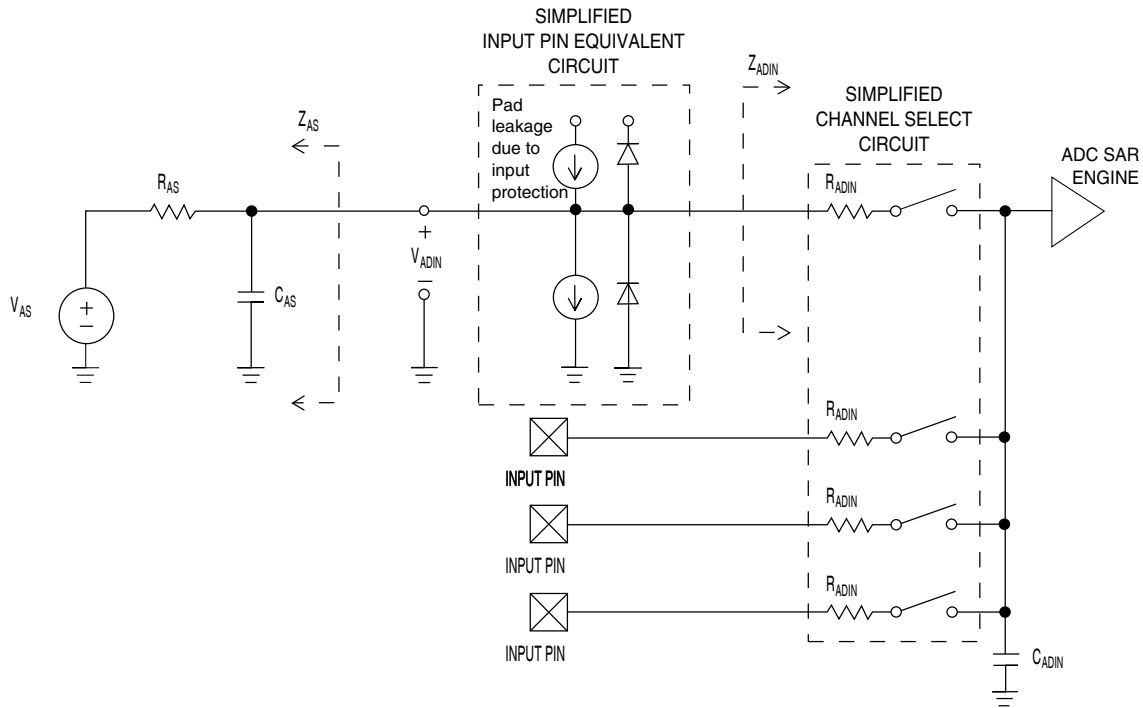 SIMPLIFIED
INPUT PIN EQUIVALENT
CIRCUIT
Z_ADIN
SIMPLIFIED
CHANNEL SELECT
CIRCUIT
Pad
leakage
due to
input
protection
Z_AS
R_AS
R_ADIN
ADC SAR
ENGINE
+
V_ADIN
–
V_AS
+
–
C_AS
R_ADIN
INPUT PIN
R_ADIN
INPUT PIN
R_ADIN
INPUT PIN
C_ADIN